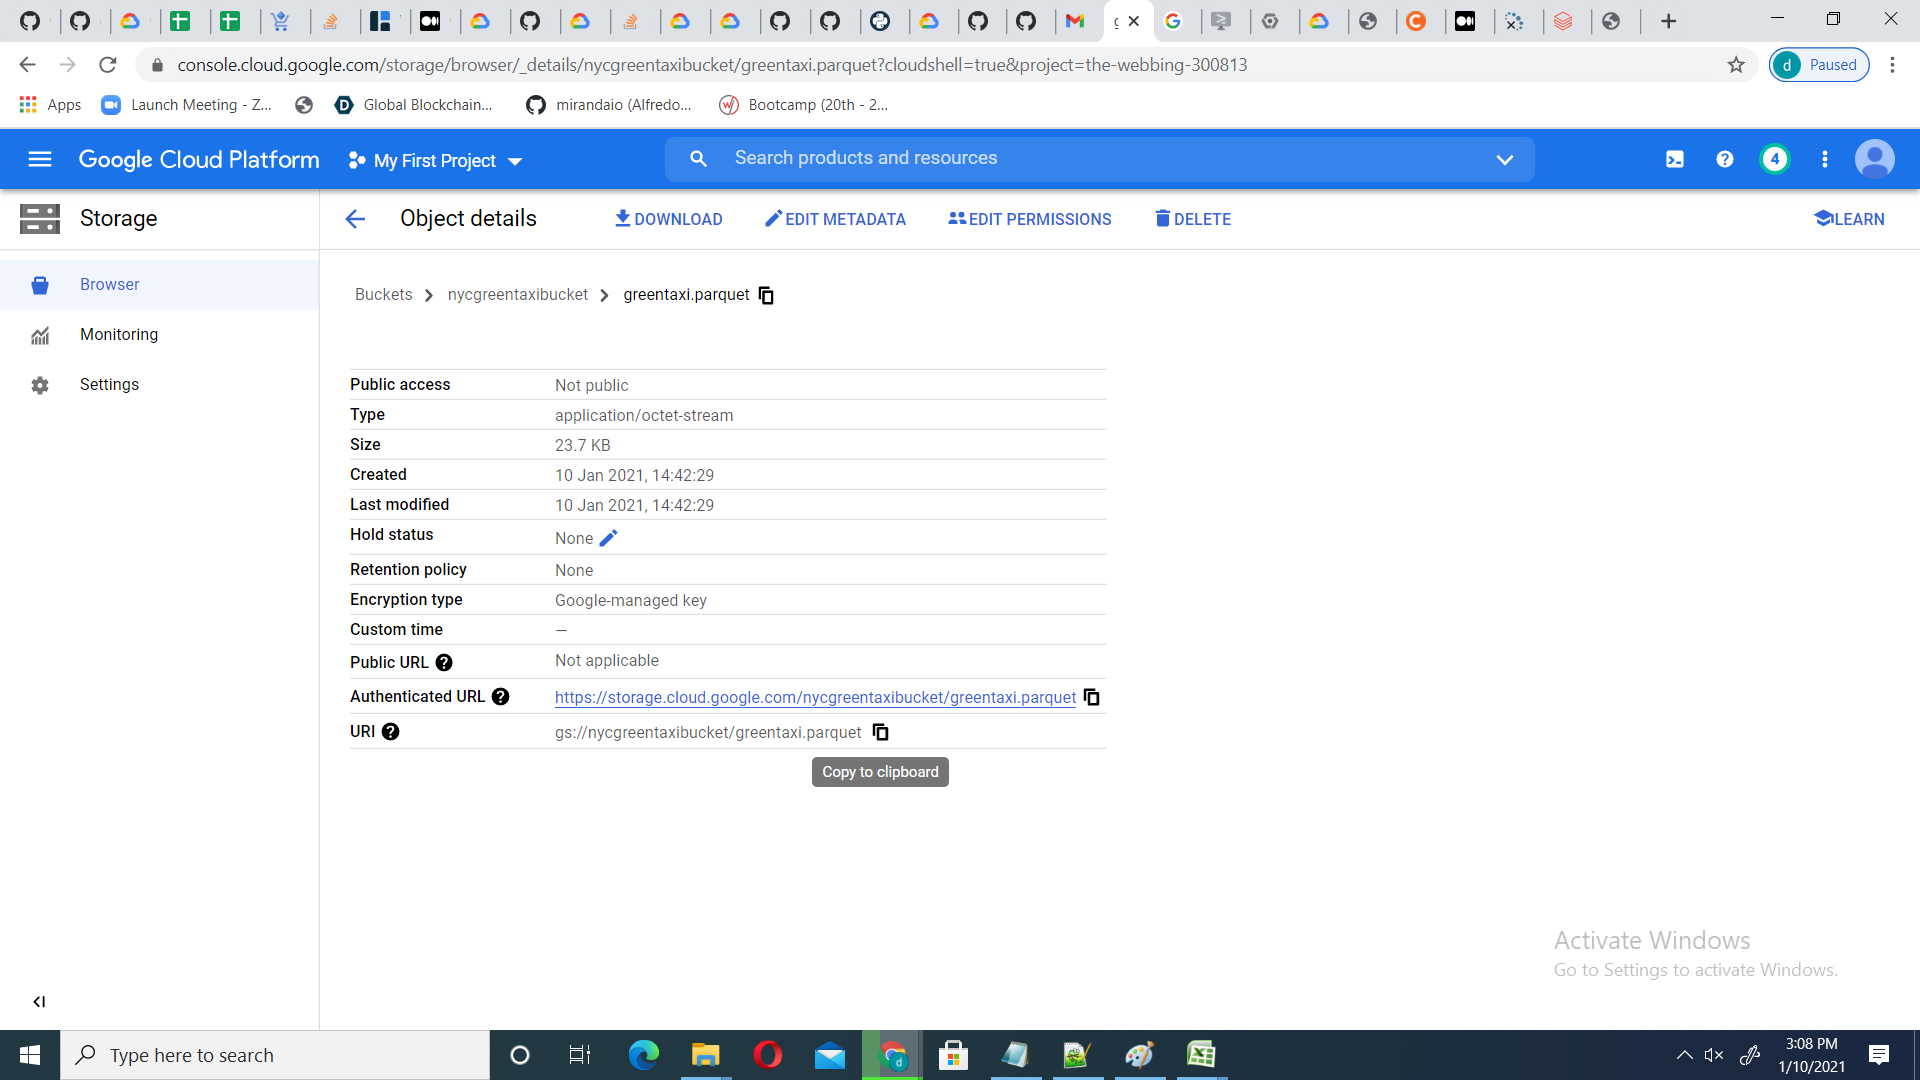 console.cloud.google.com/storage/browser/_details/nycgreentaxibucket/greentaxi.parquet?cloudshell=true&project=the-webbing-300813
d Paused
Apps Launch Meeting - Z... Global Blockchain... mirandaio (Alfredo... Bootcamp (20th - 2...
Google Cloud Platform My First Project Search products and resources 4
Storage Object details DOWNLOAD EDIT METADATA EDIT PERMISSIONS DELETE LEARN
Browser
Monitoring
Settings
Buckets nycgreentaxibucket greentaxi.parquet
Public access Not public
Type application/octet-stream
Size 23.7 KB
Created 10 Jan 2021, 14:42:29
Last modified 10 Jan 2021, 14:42:29
Hold status None
Retention policy None
Encryption type Google-managed key
Custom time —
Public URL Not applicable
Authenticated URL https://storage.cloud.google.com/nycgreentaxibucket/greentaxi.parquet
URI gs://nycgreentaxibucket/greentaxi.parquet
Copy to clipboard
Activate Windows
Go to Settings to activate Windows.
Type here to search
3:08 PM
1/10/2021